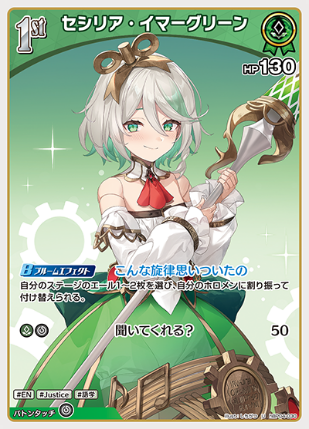 1st
セシリア・イマーグリーン
HP130
ブルームエフェクト こんな旋律思いついたの
自分のステージのエール1~2枚を選び、自分のホロメンに割り振って
付け替えられる。
聞いてくれる? 50
#EN #Justice #語学
バトンタッチ